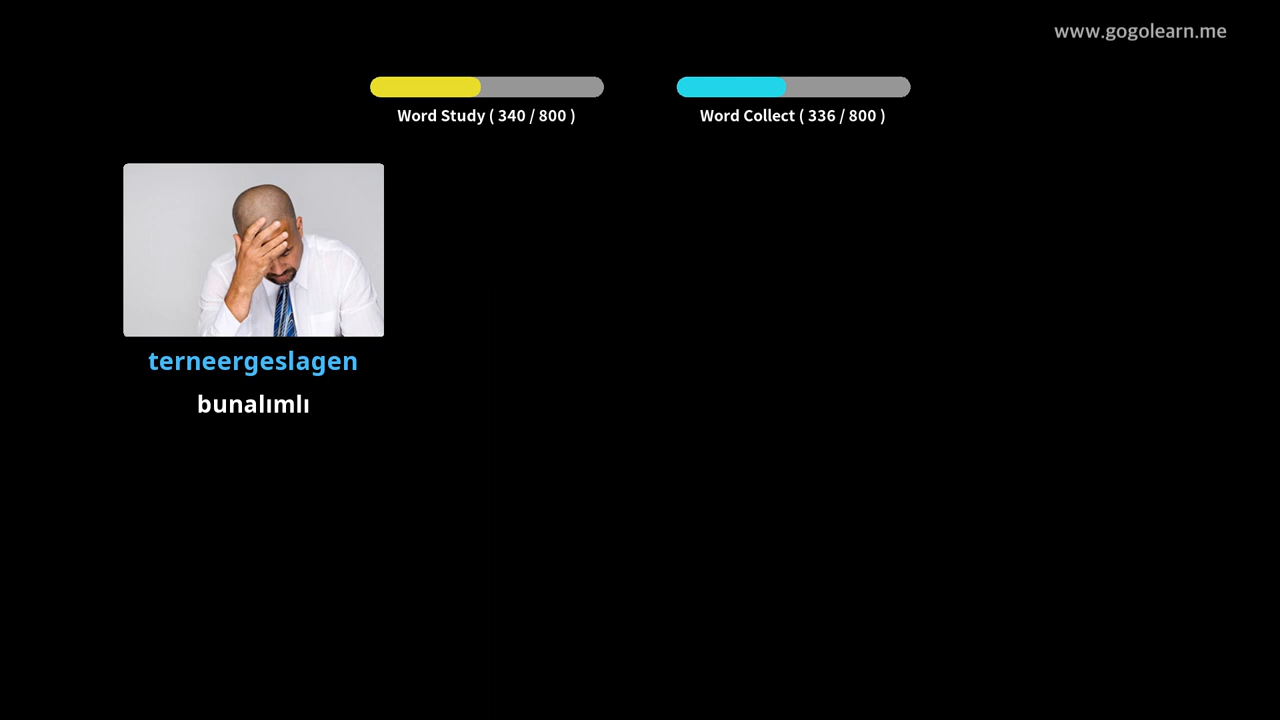 www.gogolearn.me
Word Study ( 340 / 800 )
Word Collect ( 336 / 800 )
terneergeslagen
bunalımlı